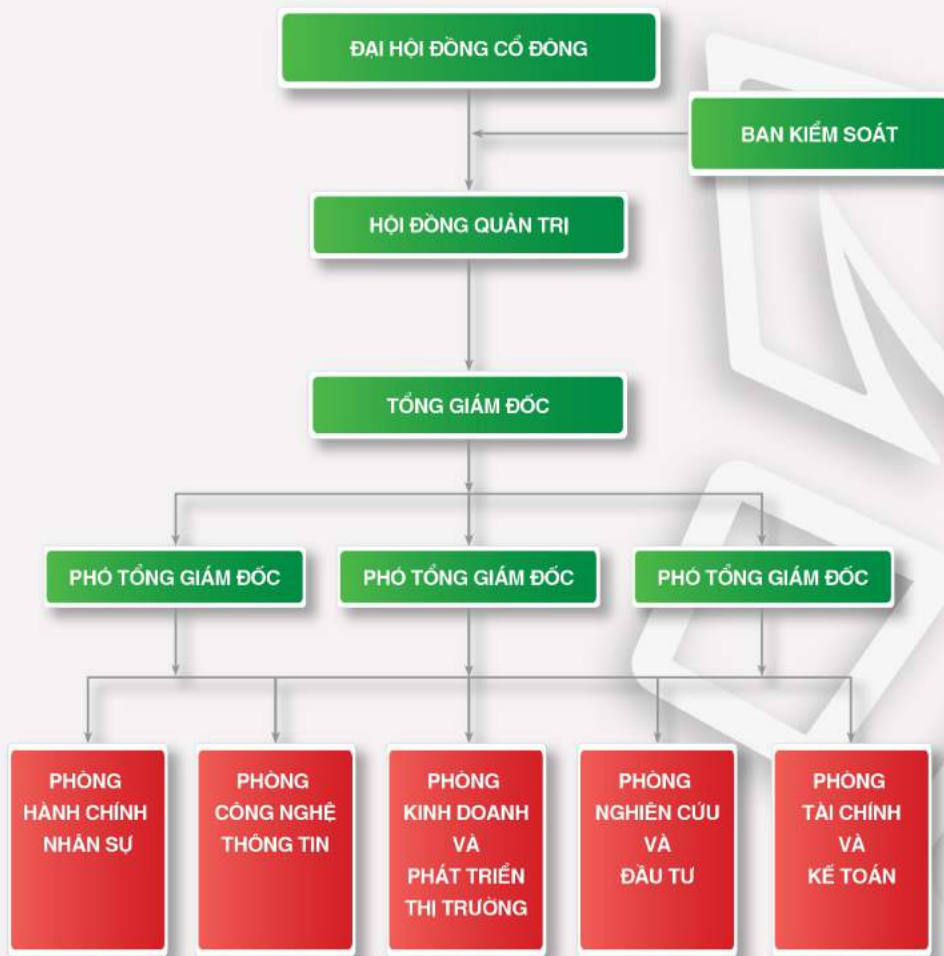 ĐẠI HỘI ĐỒNG CỔ ĐÔNG
BAN KIỂM SOÁT
HỘI ĐỒNG QUẢN TRỊ
TỔNG GIÁM ĐỐC
PHÓ TỔNG GIÁM ĐỐC
PHÓ TỔNG GIÁM ĐỐC
PHÓ TỔNG GIÁM ĐỐC
PHÒNG
HÀNH CHÍNH
NHÂN SỰ
PHÒNG
CÔNG NGHỆ
THÔNG TIN
PHÒNG
KINH DOANH
VÀ
PHÁT TRIỂN
THỊ TRƯỜNG
PHÒNG
NGHIÊN CỨU
VÀ
ĐẦU TƯ
PHÒNG
TÀI CHÍNH
VÀ
KẾ TOÁN